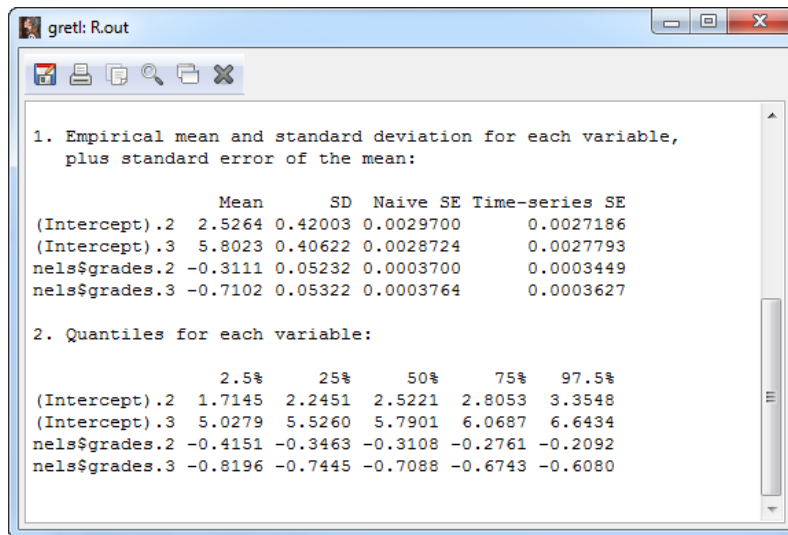 gretl: R.out
1. Empirical mean and standard deviation for each variable,
   plus standard error of the mean:
                Mean      SD  Naive SE Time-series SE
(Intercept).2  2.5264 0.42003 0.0029700      0.0027186
(Intercept).3  5.8023 0.40622 0.0028724      0.0027793
nels$grades.2 -0.3111 0.05232 0.0003700      0.0003449
nels$grades.3 -0.7102 0.05322 0.0003764      0.0003627
2. Quantiles for each variable:
                2.5%     25%     50%     75%   97.5%
(Intercept).2  1.7145  2.2451  2.5221  2.8053  3.3548
(Intercept).3  5.0279  5.5260  5.7901  6.0687  6.6434
nels$grades.2 -0.4151 -0.3463 -0.3108 -0.2761 -0.2092
nels$grades.3 -0.8196 -0.7445 -0.7088 -0.6743 -0.6080